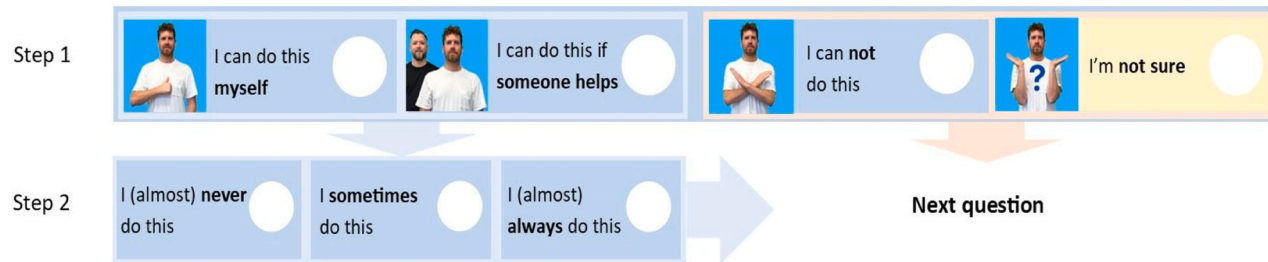 Step 1
I can do this
myself
I can do this if
someone helps
I can not
do this
?
I'm not sure
Step 2
I (almost) never
do this
I sometimes
do this
I (almost)
always do this
Next question